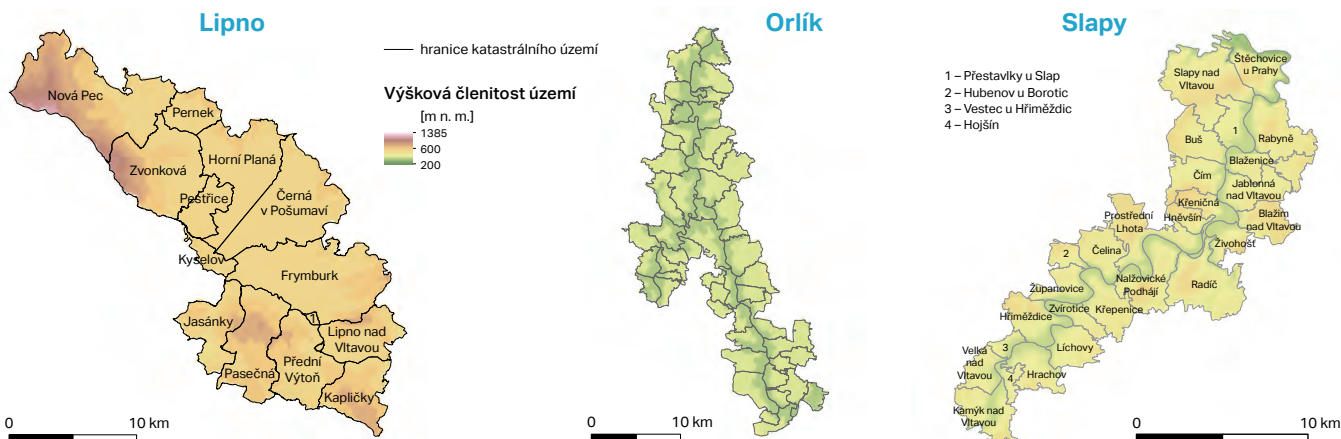 Lipno
Orlík
Slapy
hranice katastrálního území
Výšková členitost území
[m n. m.]
1385
600
200
Nová Pec
Pernek
Zvonková
Horní Planá
Pestřice
Černá
v Pošumaví
Kyselov
Frymburk
Jasánky
Lipno nad
Vltavou
Pasečná
Přední
Výtoň
Kapličky
0
10 km
0
10 km
1 – Přestavlky u Slap
2 – Hubenov u Borotic
3 – Vestec u Hřiměždic
4 – Hojšín
Štěchovice
u Prahy
Slapy nad
Vltavou
1
Buš
Rabyně
Blaženice
Čím
Jablonná
nad Vltavou
Křeničná
Hněvšín
Blažim
nad Vltavou
Prostřední
Lhota
Živohošť
Čelina
2
Nalžovické
Podhájí
Radíč
Županovice
Zvírotice
Křepenice
Hřiměždice
Líchovy
3
Velká
nad
Vltavou
4
Hrachov
Kamýk nad
Vltavou
0
10 km